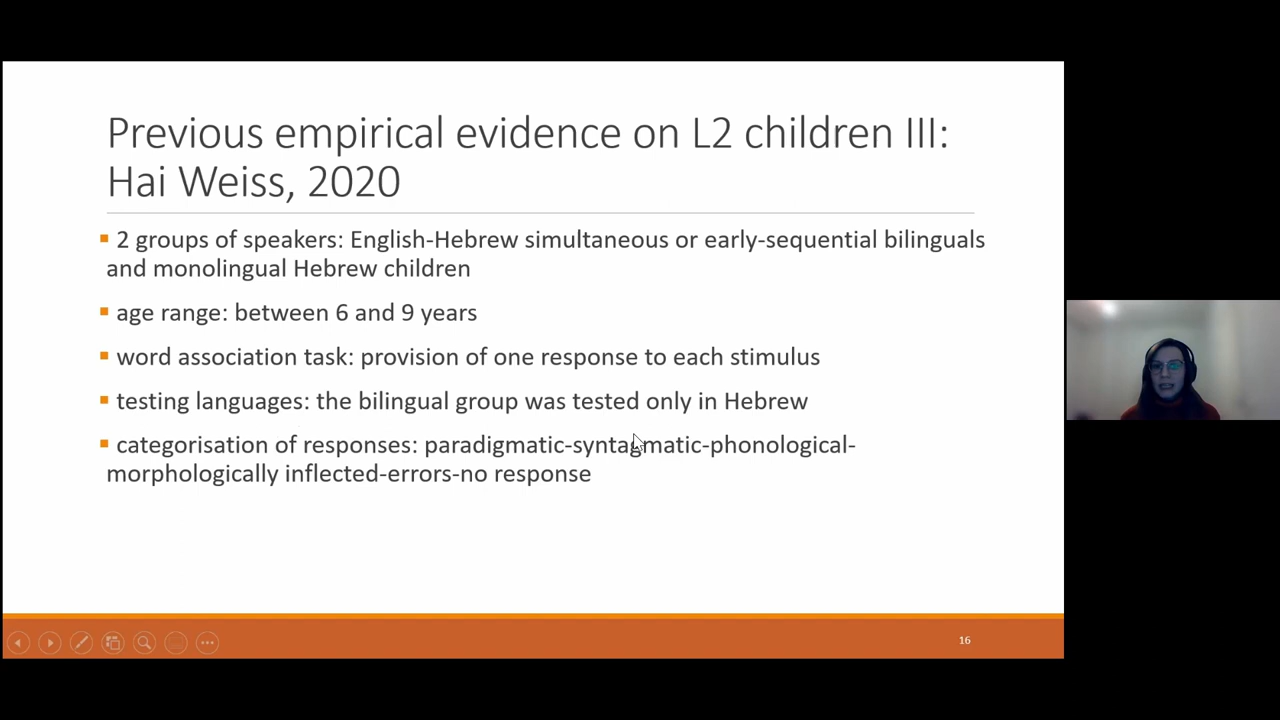 Previous empirical evidence on L2 children III:
Hai Weiss, 2020
▪ 2 groups of speakers: English-Hebrew simultaneous or early-sequential bilinguals
and monolingual Hebrew children
▪ age range: between 6 and 9 years
▪ word association task: provision of one response to each stimulus
▪ testing languages: the bilingual group was tested only in Hebrew
▪ categorisation of responses: paradigmatic-syntagmatic-phonological-
morphologically inflected-errors-no response
16